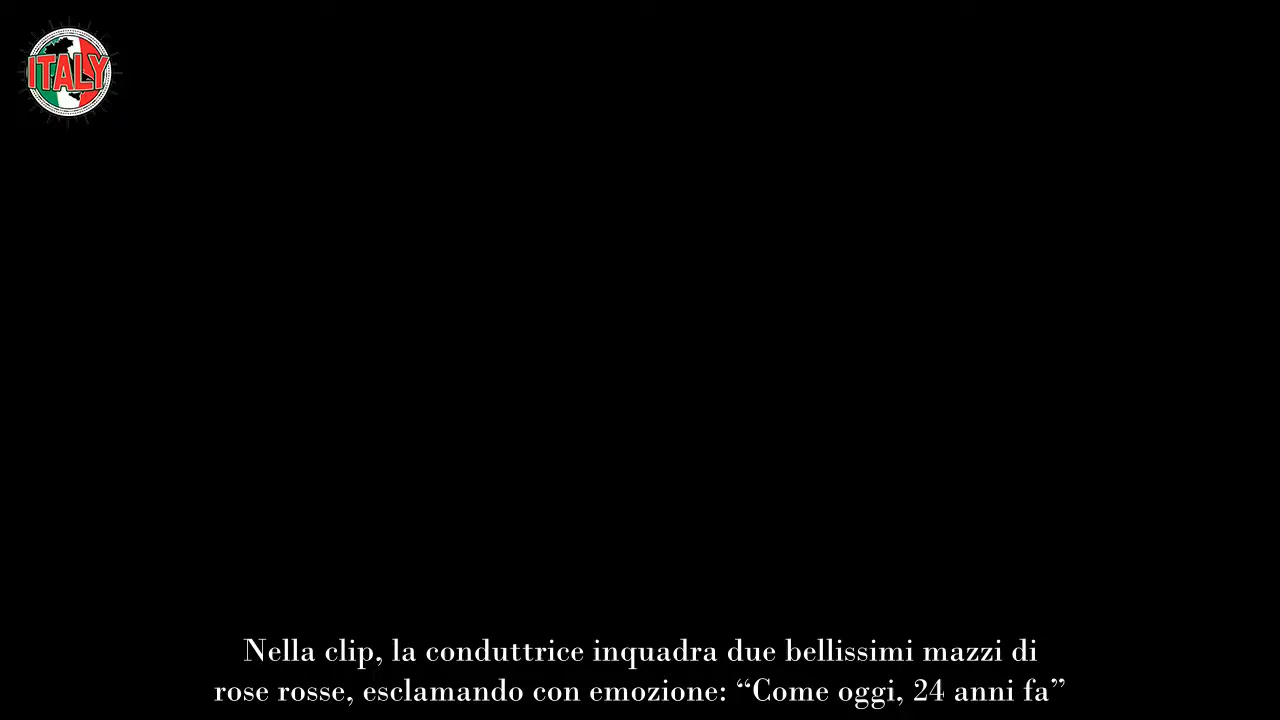 ITALY
Nella clip, la conduttrice inquadra due bellissimi mazzi di
rose rosse, esclamando con emozione: “Come oggi, 24 anni fa”